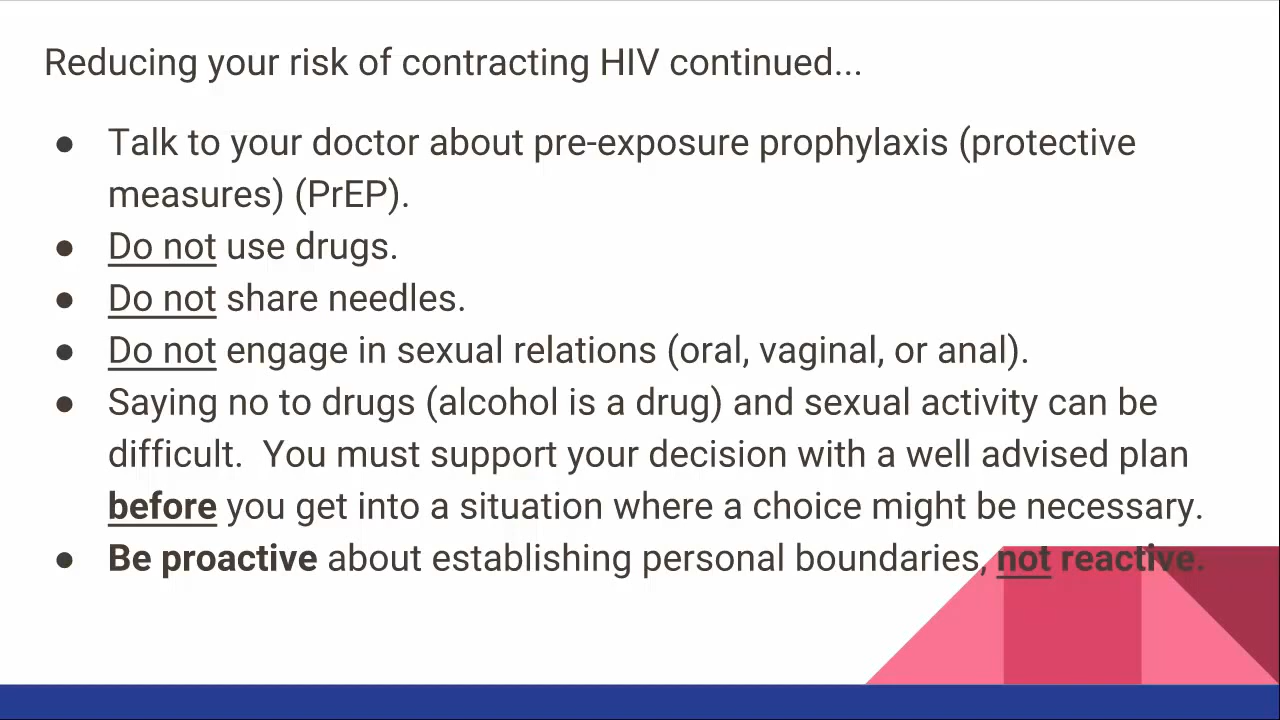 Reducing your risk of contracting HIV continued...
● Talk to your doctor about pre-exposure prophylaxis (protective
measures) (PrEP).
● Do not use drugs.
● Do not share needles.
● Do not engage in sexual relations (oral, vaginal, or anal).
● Saying no to drugs (alcohol is a drug) and sexual activity can be
difficult.  You must support your decision with a well advised plan
before you get into a situation where a choice might be necessary.
● Be proactive about establishing personal boundaries, not reactive.